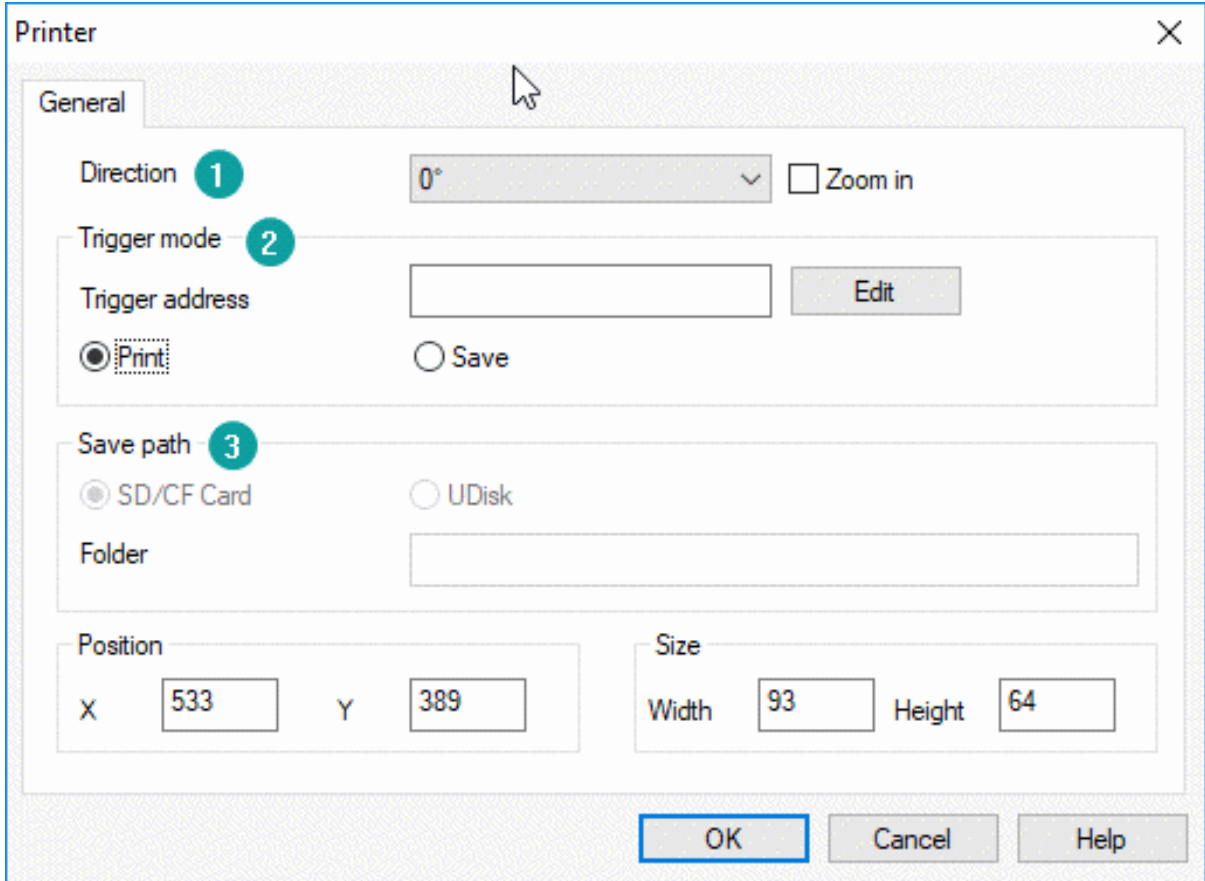 Printer
General
Direction 1 0° Zoom in
Trigger mode 2
Trigger address Edit
Print Save
Save path 3
SD/CF Card UDisk
Folder
Position Size
X 533 Y 389 Width 93 Height 64
OK Cancel Help